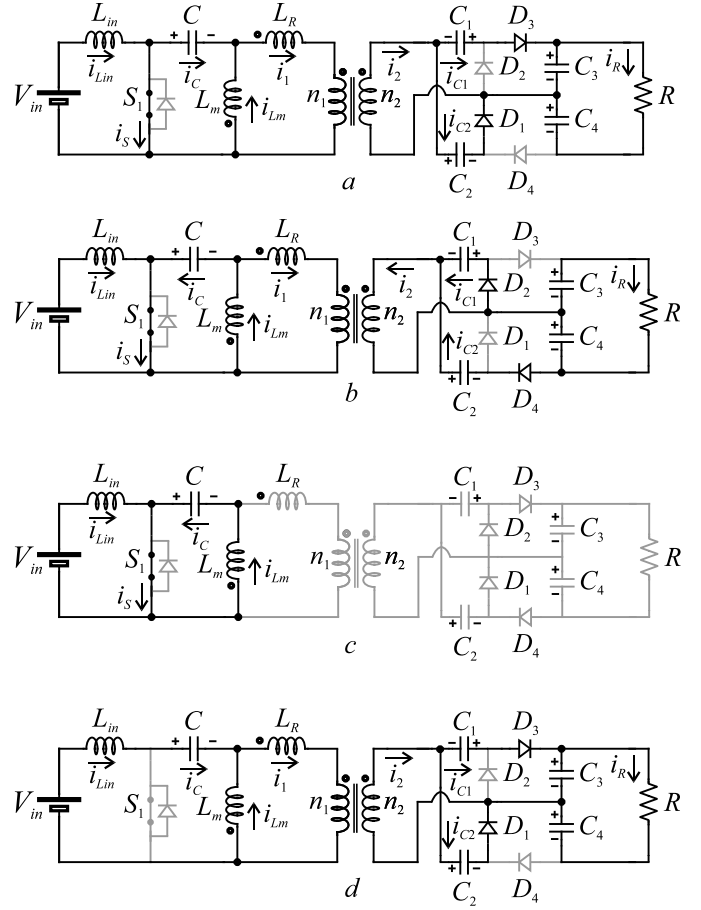 L_in C L_R C_1 D_3
V_in i_Lin S_1 i_C L_m i_Lm i_1 n_1 n_2 i_2 i_C1 D_2 C_3 i_R R
i_S i_C2 D_1 C_4
C_2 D_4
a
L_in C L_R C_1 D_3
V_in i_Lin S_1 i_C L_m i_Lm i_1 n_1 n_2 i_2 i_C1 D_2 C_3 i_R R
i_S i_C2 D_1 C_4
C_2 D_4
b
L_in C L_R C_1 D_3
V_in i_Lin S_1 i_C L_m i_Lm n_1 n_2 D_2 C_3 R
i_S D_1 C_4
C_2 D_4
c
L_in C L_R C_1 D_3
V_in i_Lin S_1 i_C L_m i_Lm i_1 n_1 n_2 i_2 i_C1 D_2 C_3 i_R R
i_C2 D_1 C_4
C_2 D_4
d